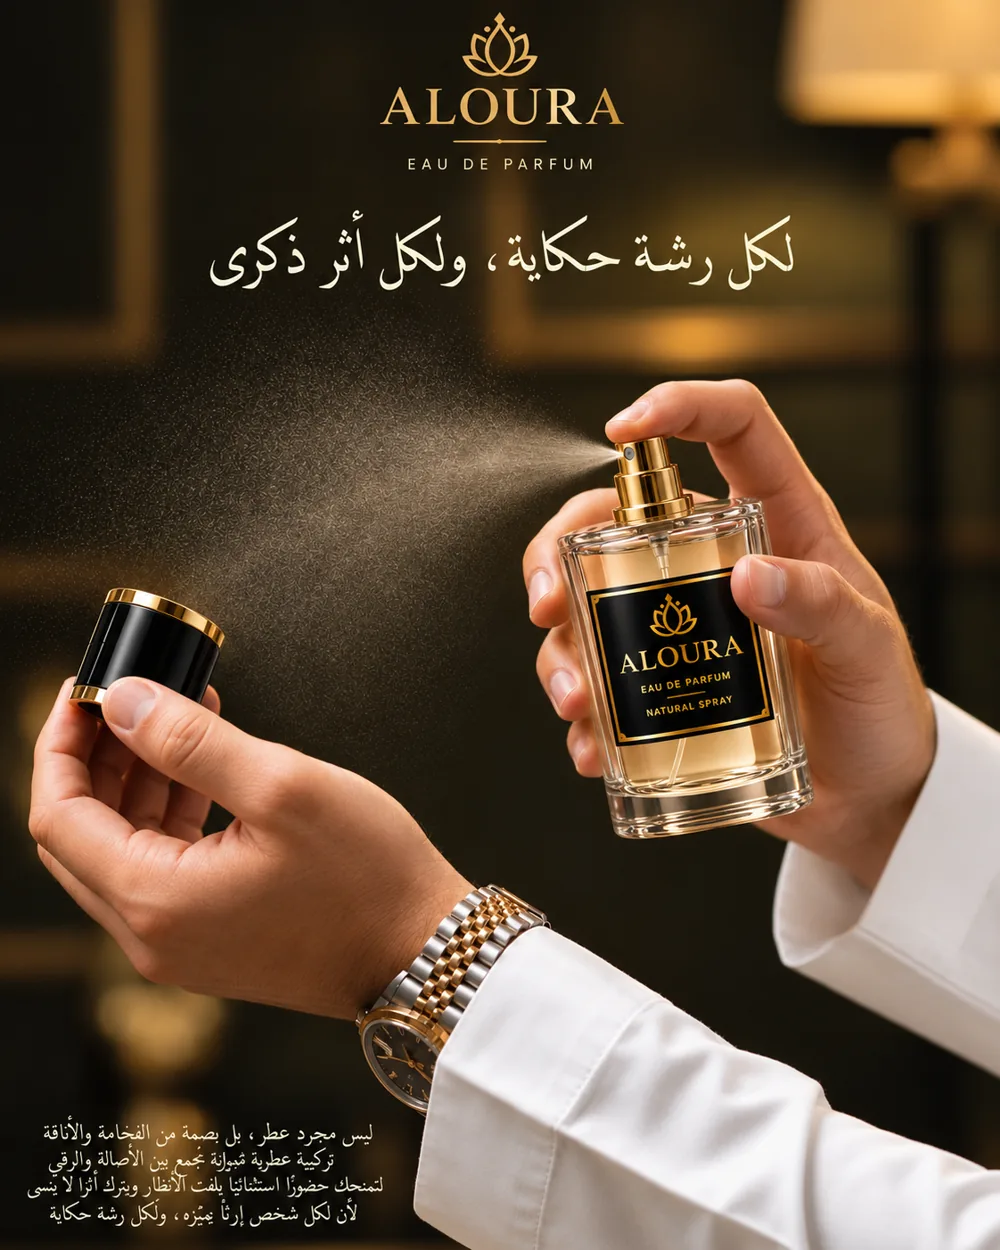 ALOURA
EAU DE PARFUM
لكل رشة حكاية، ولكل أثر ذكرى
ALOURA
EAU DE PARFUM
NATURAL SPRAY
ليس مجرد عطر، بل بصمة من الفخامة والأناقة
تركيبة عطرية تجمع بين الأصالة والرقي
لتمنحك حضورًا استثنائيًا يلفت الأنظار ويترك أثرًا لا يُنسى
لأن لكل شخص إرثًا يميّزه، ولكل رشة حكاية